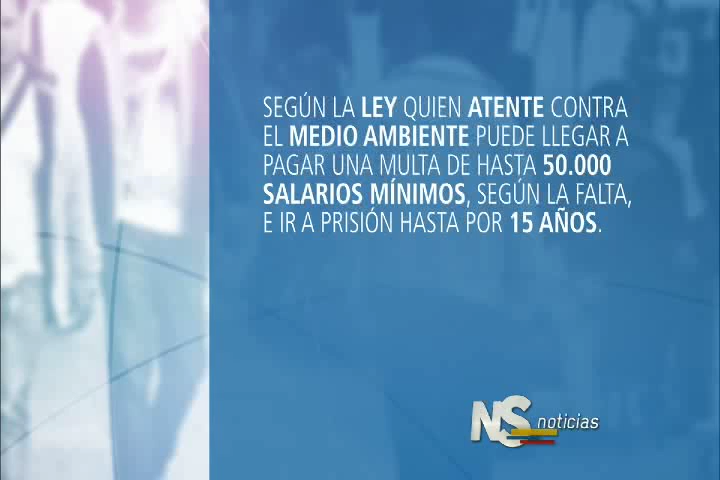 SEGÚN LA LEY QUIEN ATENTE CONTRA
EL MEDIO AMBIENTE PUEDE LLEGAR A
PAGAR UNA MULTA DE HASTA 50.000
SALARIOS MÍNIMOS, SEGÚN LA FALTA,
E IR A PRISIÓN HASTA POR 15 AÑOS.
NS noticias